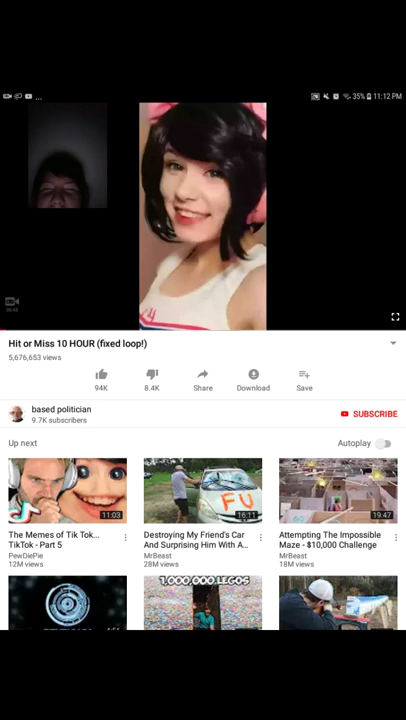 ... 35% 11:12 PM
Hit or Miss 10 HOUR (fixed loop!)
5,676,653 views
94K 8.4K Share Download Save
based politician
9.7K subscribers
SUBSCRIBE
Up next Autoplay
FU
11:03 16:11 19:47
The Memes of Tik Tok... TikTok - Part 5
PewDiePie
12M views
Destroying My Friend's Car And Surprising Him With A...
MrBeast
28M views
Attempting The Impossible Maze - $10,000 Challenge
MrBeast
18M views
1,000,000 LEGOS